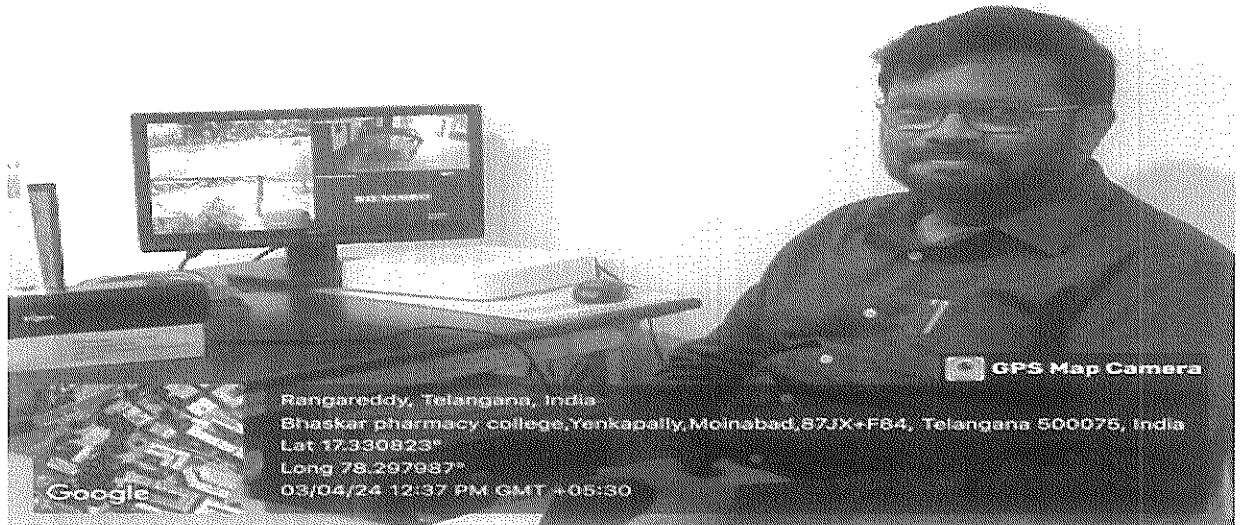 GPS Map Camera
Rangareddy, Telangana, India
Bhaskar pharmacy college,Yenkapally,Moinabad,87JX+F84, Telangana 500075, India
Lat 17.330823°
Long 78.297987°
03/04/24 12:37 PM GMT +05:30
Google